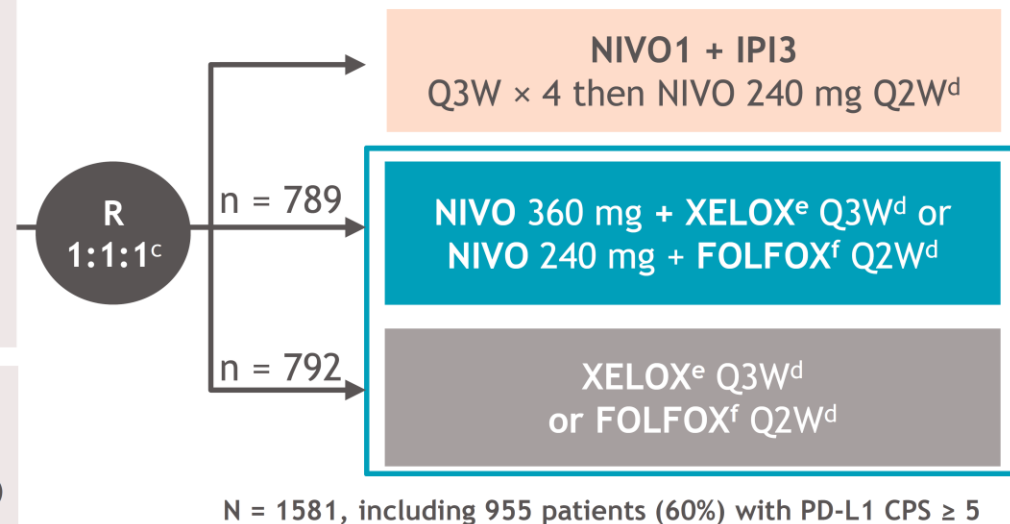 NIVO1 + IPI3
Q3W × 4 then NIVO 240 mg Q2Wᵈ
R
1:1:1ᶜ
n = 789
NIVO 360 mg + XELOXᵉ Q3Wᵈ or
NIVO 240 mg + FOLFOXᶠ Q2Wᵈ
n = 792
XELOXᵉ Q3Wᵈ
or FOLFOXᶠ Q2Wᵈ
)
N = 1581, including 955 patients (60%) with PD-L1 CPS ≥ 5